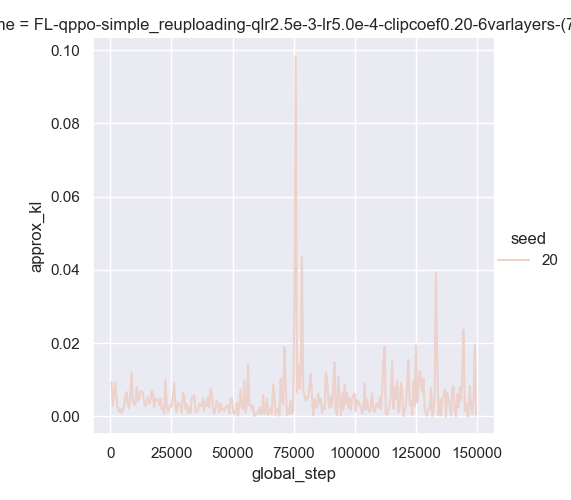 ne = FL-qppo-simple_reuploading-qlr2.5e-3-lr5.0e-4-clipcoef0.20-6varlayers-(7
0.10
0.08
0.06
0.04
0.02
0.00
approx_kl
0 25000 50000 75000 100000 125000 150000
global_step
seed
20